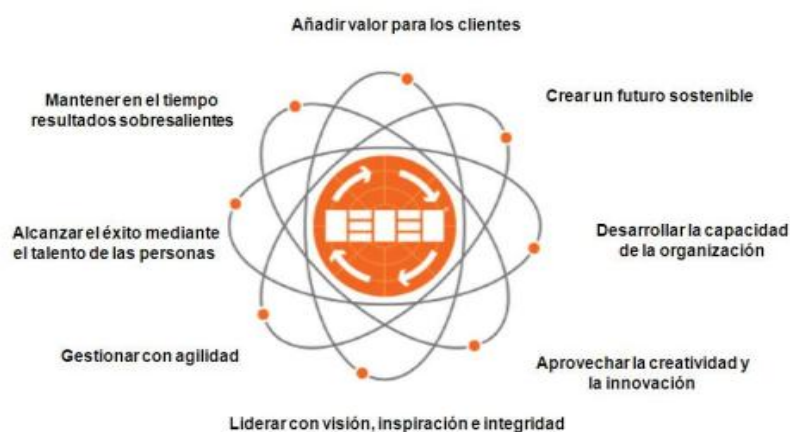 Añadir valor para los clientes
Crear un futuro sostenible
Desarrollar la capacidad
de la organización
Aprovechar la creatividad y
la innovación
Liderar con visión, inspiración e integridad
Gestionar con agilidad
Alcanzar el éxito mediante
el talento de las personas
Mantener en el tiempo
resultados sobresalientes